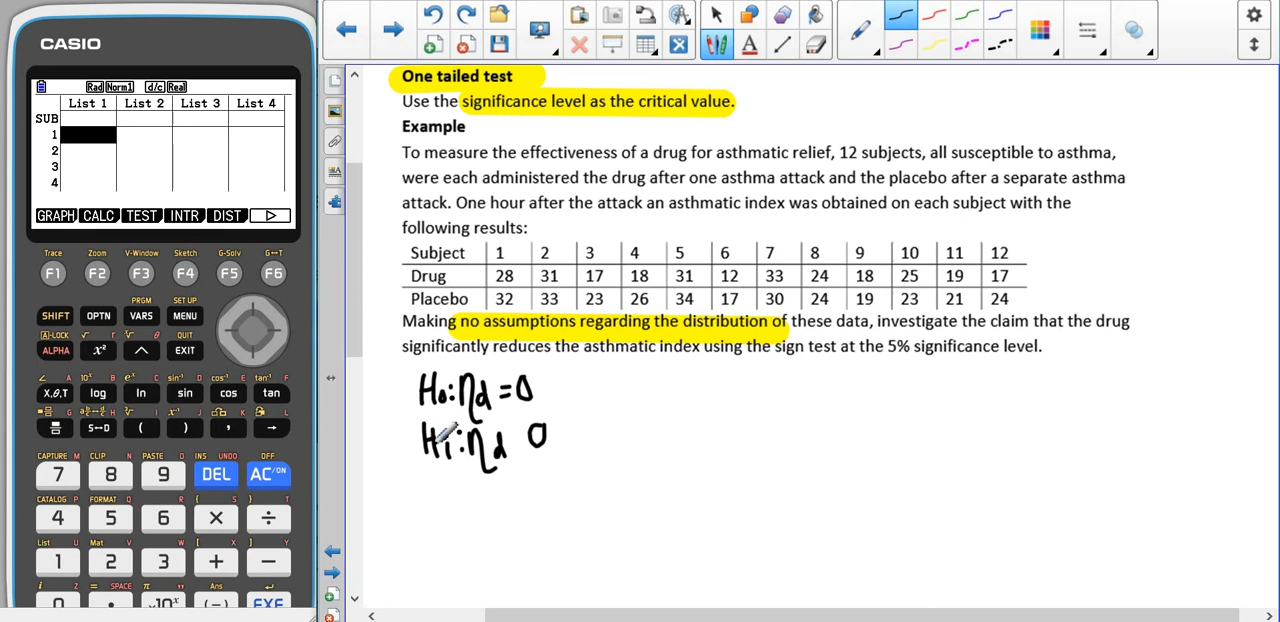 CASIO
Rad Norm1 d/c Real
List 1 List 2 List 3 List 4
SUB
1
2
3
4
GRAPH CALC TEST INTR DIST
Trace Zoom V-Window Sketch G-Solv G↔T
F1 F2 F3 F4 F5 F6
PRGM SET UP
SHIFT OPTN VARS MENU
A-LOCK √ r ∛ θ QUIT
ALPHA x² ^ EXIT
∠ A 10ˣ B eˣ C sin⁻¹ D cos⁻¹ E tan⁻¹ F
X,θ,T log ln sin cos tan
G H I J K L
S↔D ( ) , →
CAPTURE M CLIP N PASTE O INS UNDO OFF
7 8 9 DEL AC/ON
CATALOG P FORMAT Q R { S } T
4 5 6 × ÷
List U Mat V W [ X ] Y
1 2 3 + −
i Z = SPACE π " Ans
0 . ×10ˣ (−) EXE
One tailed test
Use the significance level as the critical value.
Example
To measure the effectiveness of a drug for asthmatic relief, 12 subjects, all susceptible to asthma,
were each administered the drug after one asthma attack and the placebo after a separate asthma
attack. One hour after the attack an asthmatic index was obtained on each subject with the
following results:
Subject 1 2 3 4 5 6 7 8 9 10 11 12
Drug 28 31 17 18 31 12 33 24 18 25 19 17
Placebo 32 33 23 26 34 17 30 24 19 23 21 24
Making no assumptions regarding the distribution of these data, investigate the claim that the drug
significantly reduces the asthmatic index using the sign test at the 5% significance level.
H₀:ηd = 0
H₁:ηd 0